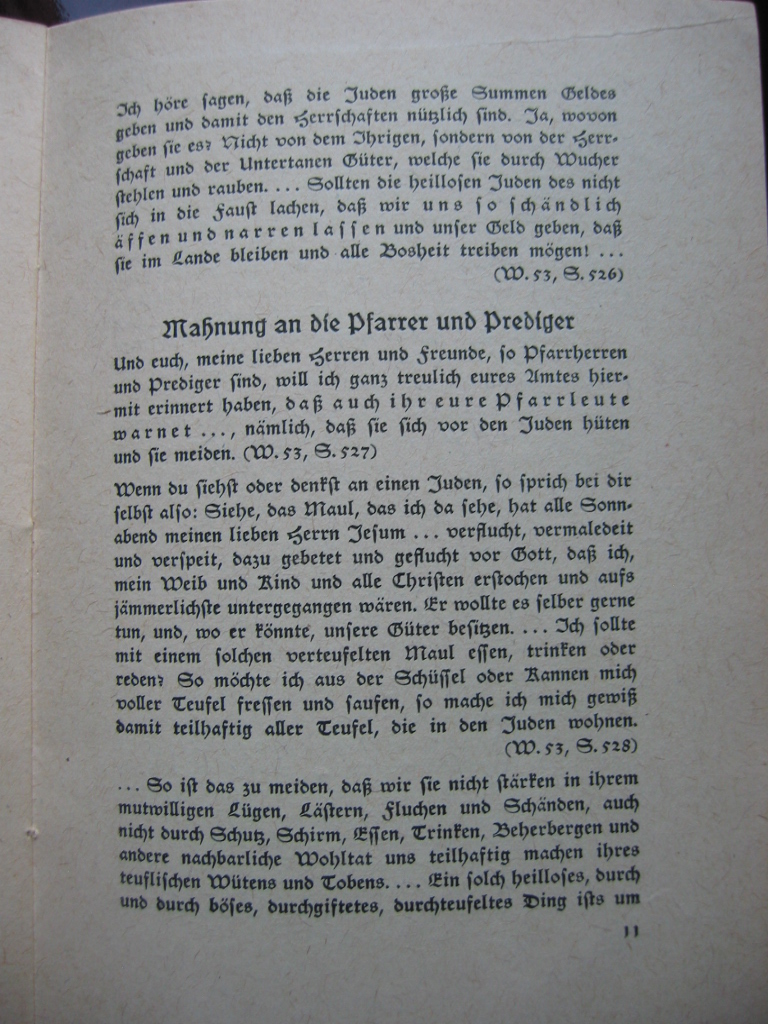 Ich höre sagen, daß die Juden große Summen Geldes
geben und damit den Herrschaften nützlich sind. Ja, wovon
geben sie es? Nicht von dem Ihrigen, sondern von der Herr-
schaft und der Untertanen Güter, welche sie durch Wucher
stehlen und rauben. ... Sollten die heillosen Juden des nicht
sich in die Faust lachen, daß wir uns so schändlich
äffen und narren lassen und unser Geld geben, daß
sie im Lande bleiben und alle Bosheit treiben mögen! ...
(W. 53, S. 526)
Mahnung an die Pfarrer und Prediger
Und euch, meine lieben Herren und Freunde, so Pfarrherren
und Prediger sind, will ich ganz treulich eures Amtes hier-
mit erinnert haben, daß auch ihr eure Pfarrleute
warnet ..., nämlich, daß sie sich vor den Juden hüten
und sie meiden. (W. 53, S. 527)
Wenn du siehst oder denkst an einen Juden, so sprich bei dir
selbst also: Siehe, das Maul, das ich da sehe, hat alle Sonn-
abend meinen lieben Herrn Jesum ... verflucht, vermaledeit
und verspeit, dazu gebetet und geflucht vor Gott, daß ich,
mein Weib und Kind und alle Christen erstochen und aufs
jämmerlichste untergegangen wären. Er wollte es selber gerne
tun, und, wo er könnte, unsere Güter besitzen. ... Ich sollte
mit einem solchen verteufelten Maul essen, trinken oder
reden? So möchte ich aus der Schüssel oder Kannen mich
voller Teufel fressen und saufen, so mache ich mich gewiß
damit teilhaftig aller Teufel, die in den Juden wohnen.
(W. 53, S. 528)
... So ist das zu meiden, daß wir sie nicht stärken in ihrem
mutwilligen Lügen, Lästern, Fluchen und Schänden, auch
nicht durch Schutz, Schirm, Essen, Trinken, Beherbergen und
andere nachbarliche Wohltat uns teilhaftig machen ihres
teuflischen Wütens und Tobens. ... Ein solch heilloses, durch
und durch böses, durchgiftetes, durchteufeltes Ding ists um
11